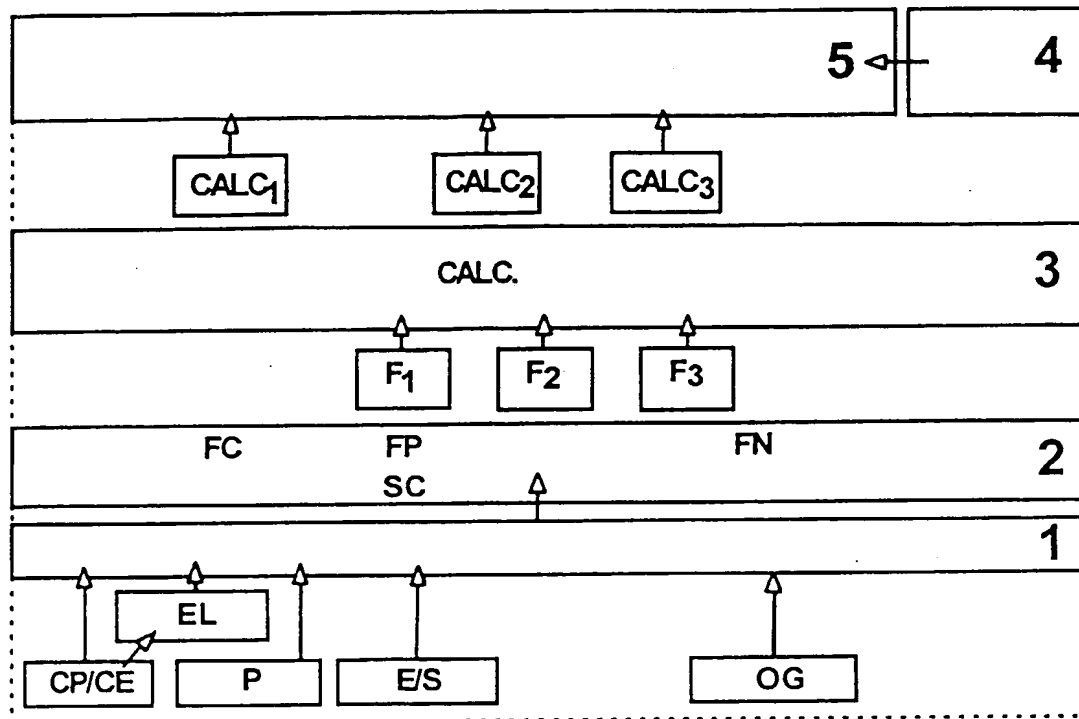 5 4
CALC1 CALC2 CALC3
CALC. 3
F1 F2 F3
FC FP FN
SC 2
1
EL
CP/CE P E/S OG